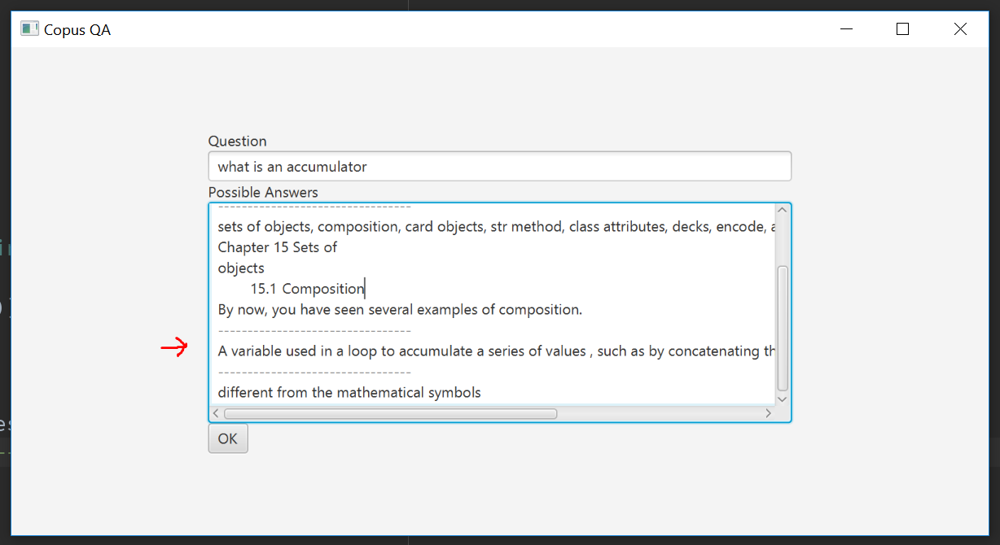 Copus QA
Question
what is an accumulator
Possible Answers
---------------------------------
sets of objects, composition, card objects, str method, class attributes, decks, encode,
Chapter 15 Sets of
objects
15.1 Composition
By now, you have seen several examples of composition.
---------------------------------
A variable used in a loop to accumulate a series of values , such as by concatenating
---------------------------------
different from the mathematical symbols
OK